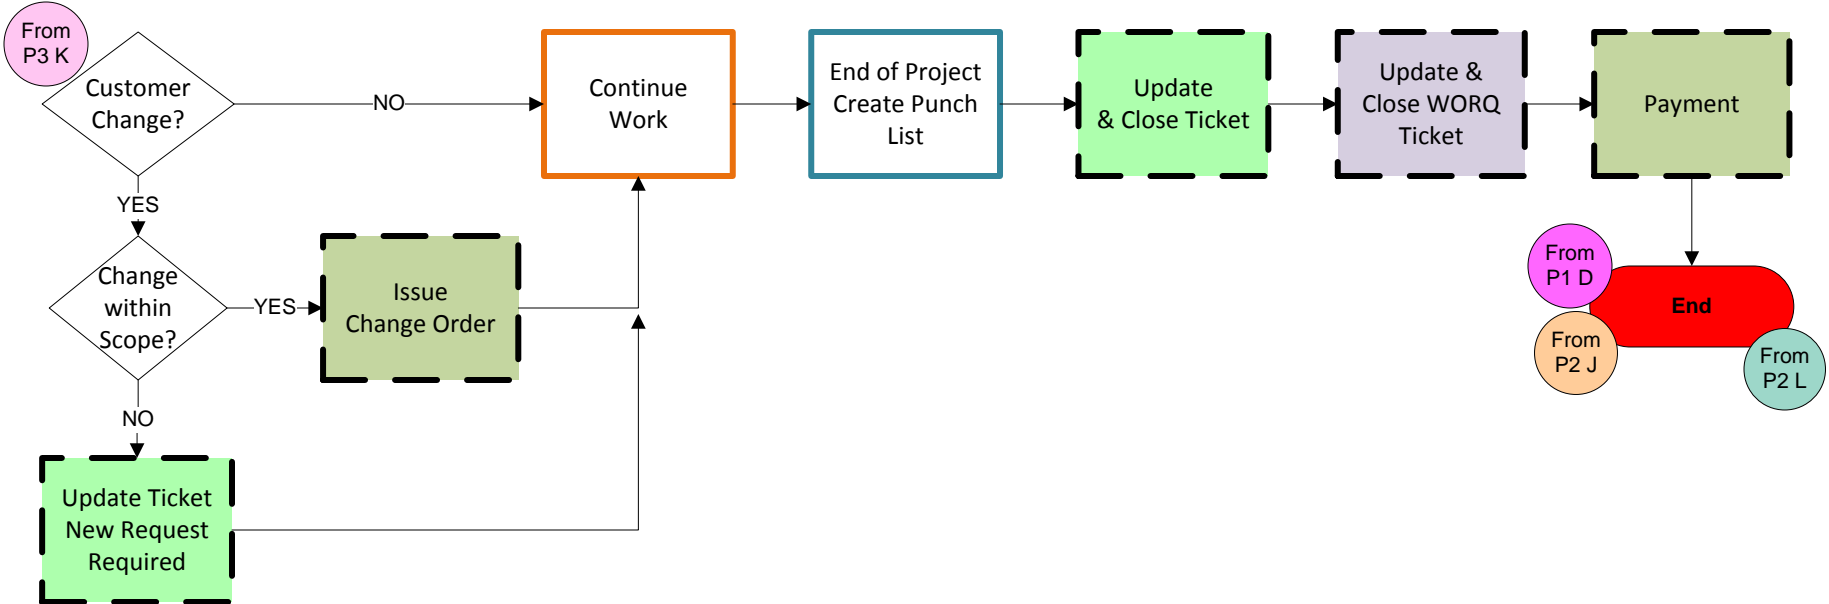 From
P3 K
Customer
Change?
NO
Continue
Work
End of Project
Create Punch
List
Update
& Close Ticket
Update &
Close WORQ
Ticket
Payment
YES
Change
within
Scope?
YES
Issue
Change Order
From
P1 D
End
From
P2 J
From
P2 L
NO
Update Ticket
New Request
Required